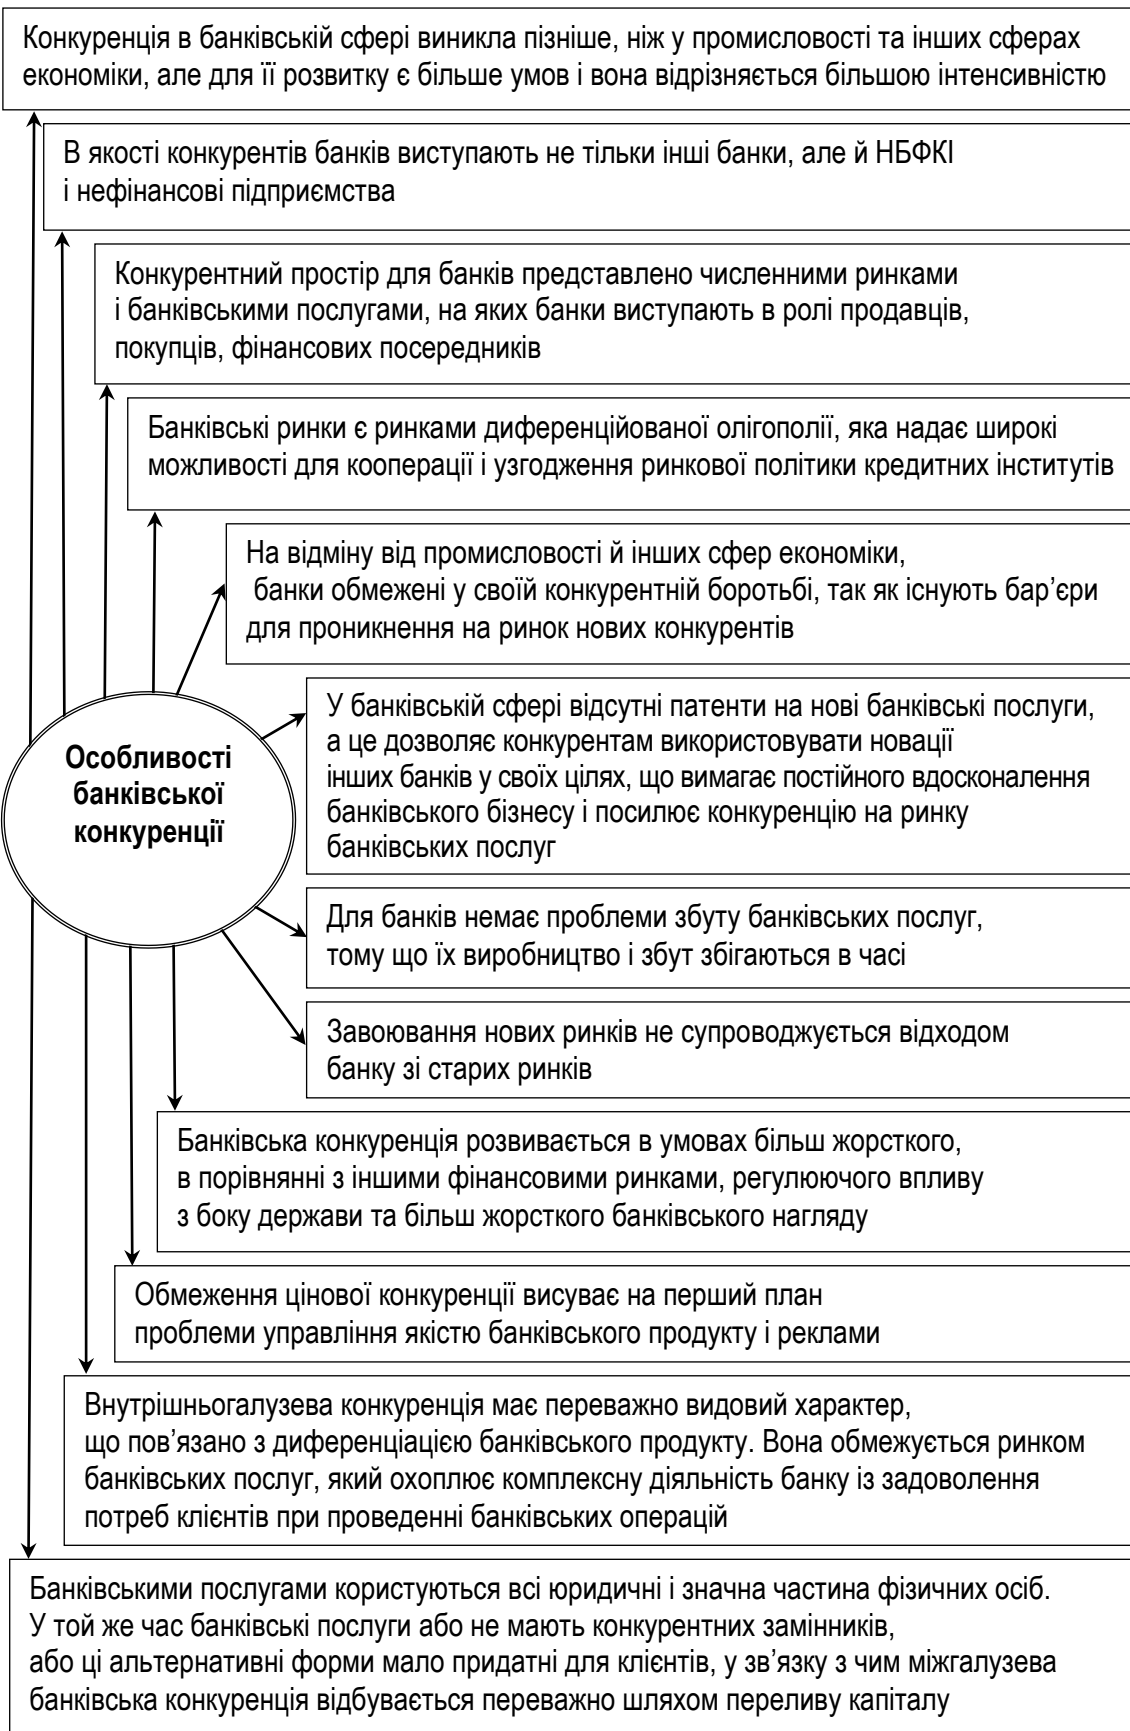 Конкуренція в банківській сфері виникла пізніше, ніж у промисловості та інших сферах
економіки, але для її розвитку є більше умов і вона відрізняється більшою інтенсивністю
В якості конкурентів банків виступають не тільки інші банки, але й НБФКІ
і нефінансові підприємства
Конкурентний простір для банків представлено численними ринками
і банківськими послугами, на яких банки виступають в ролі продавців,
покупців, фінансових посередників
Банківські ринки є ринками диференційованої олігополії, яка надає широкі
можливості для кооперації і узгодження ринкової політики кредитних інститутів
На відміну від промисловості й інших сфер економіки,
банки обмежені у своїй конкурентній боротьбі, так як існують бар’єри
для проникнення на ринок нових конкурентів
Особливості
банківської
конкуренції
У банківській сфері відсутні патенти на нові банківські послуги,
а це дозволяє конкурентам використовувати новації
інших банків у своїх цілях, що вимагає постійного вдосконалення
банківського бізнесу і посилює конкуренцію на ринку
банківських послуг
Для банків немає проблеми збуту банківських послуг,
тому що їх виробництво і збут збігаються в часі
Завоювання нових ринків не супроводжується відходом
банку зі старих ринків
Банківська конкуренція розвивається в умовах більш жорсткого,
в порівнянні з іншими фінансовими ринками, регулюючого впливу
з боку держави та більш жорсткого банківського нагляду
Обмеження цінової конкуренції висуває на перший план
проблеми управління якістю банківського продукту і реклами
Внутрішньогалузева конкуренція має переважно видовий характер,
що пов’язано з диференціацією банківського продукту. Вона обмежується ринком
банківських послуг, який охоплює комплексну діяльність банку із задоволення
потреб клієнтів при проведенні банківських операцій
Банківськими послугами користуються всі юридичні і значна частина фізичних осіб.
У той же час банківські послуги або не мають конкурентних замінників,
або ці альтернативні форми мало придатні для клієнтів, у зв’язку з чим міжгалузева
банківська конкуренція відбувається переважно шляхом переливу капіталу